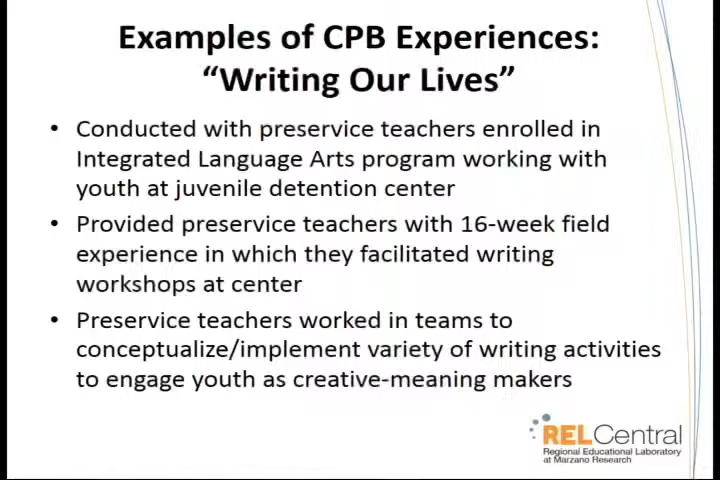 Examples of CPB Experiences:
“Writing Our Lives”
• Conducted with preservice teachers enrolled in
Integrated Language Arts program working with
youth at juvenile detention center
• Provided preservice teachers with 16-week field
experience in which they facilitated writing
workshops at center
• Preservice teachers worked in teams to
conceptualize/implement variety of writing activities
to engage youth as creative-meaning makers
RELCentral
Regional Educational Laboratory
at Marzano Research